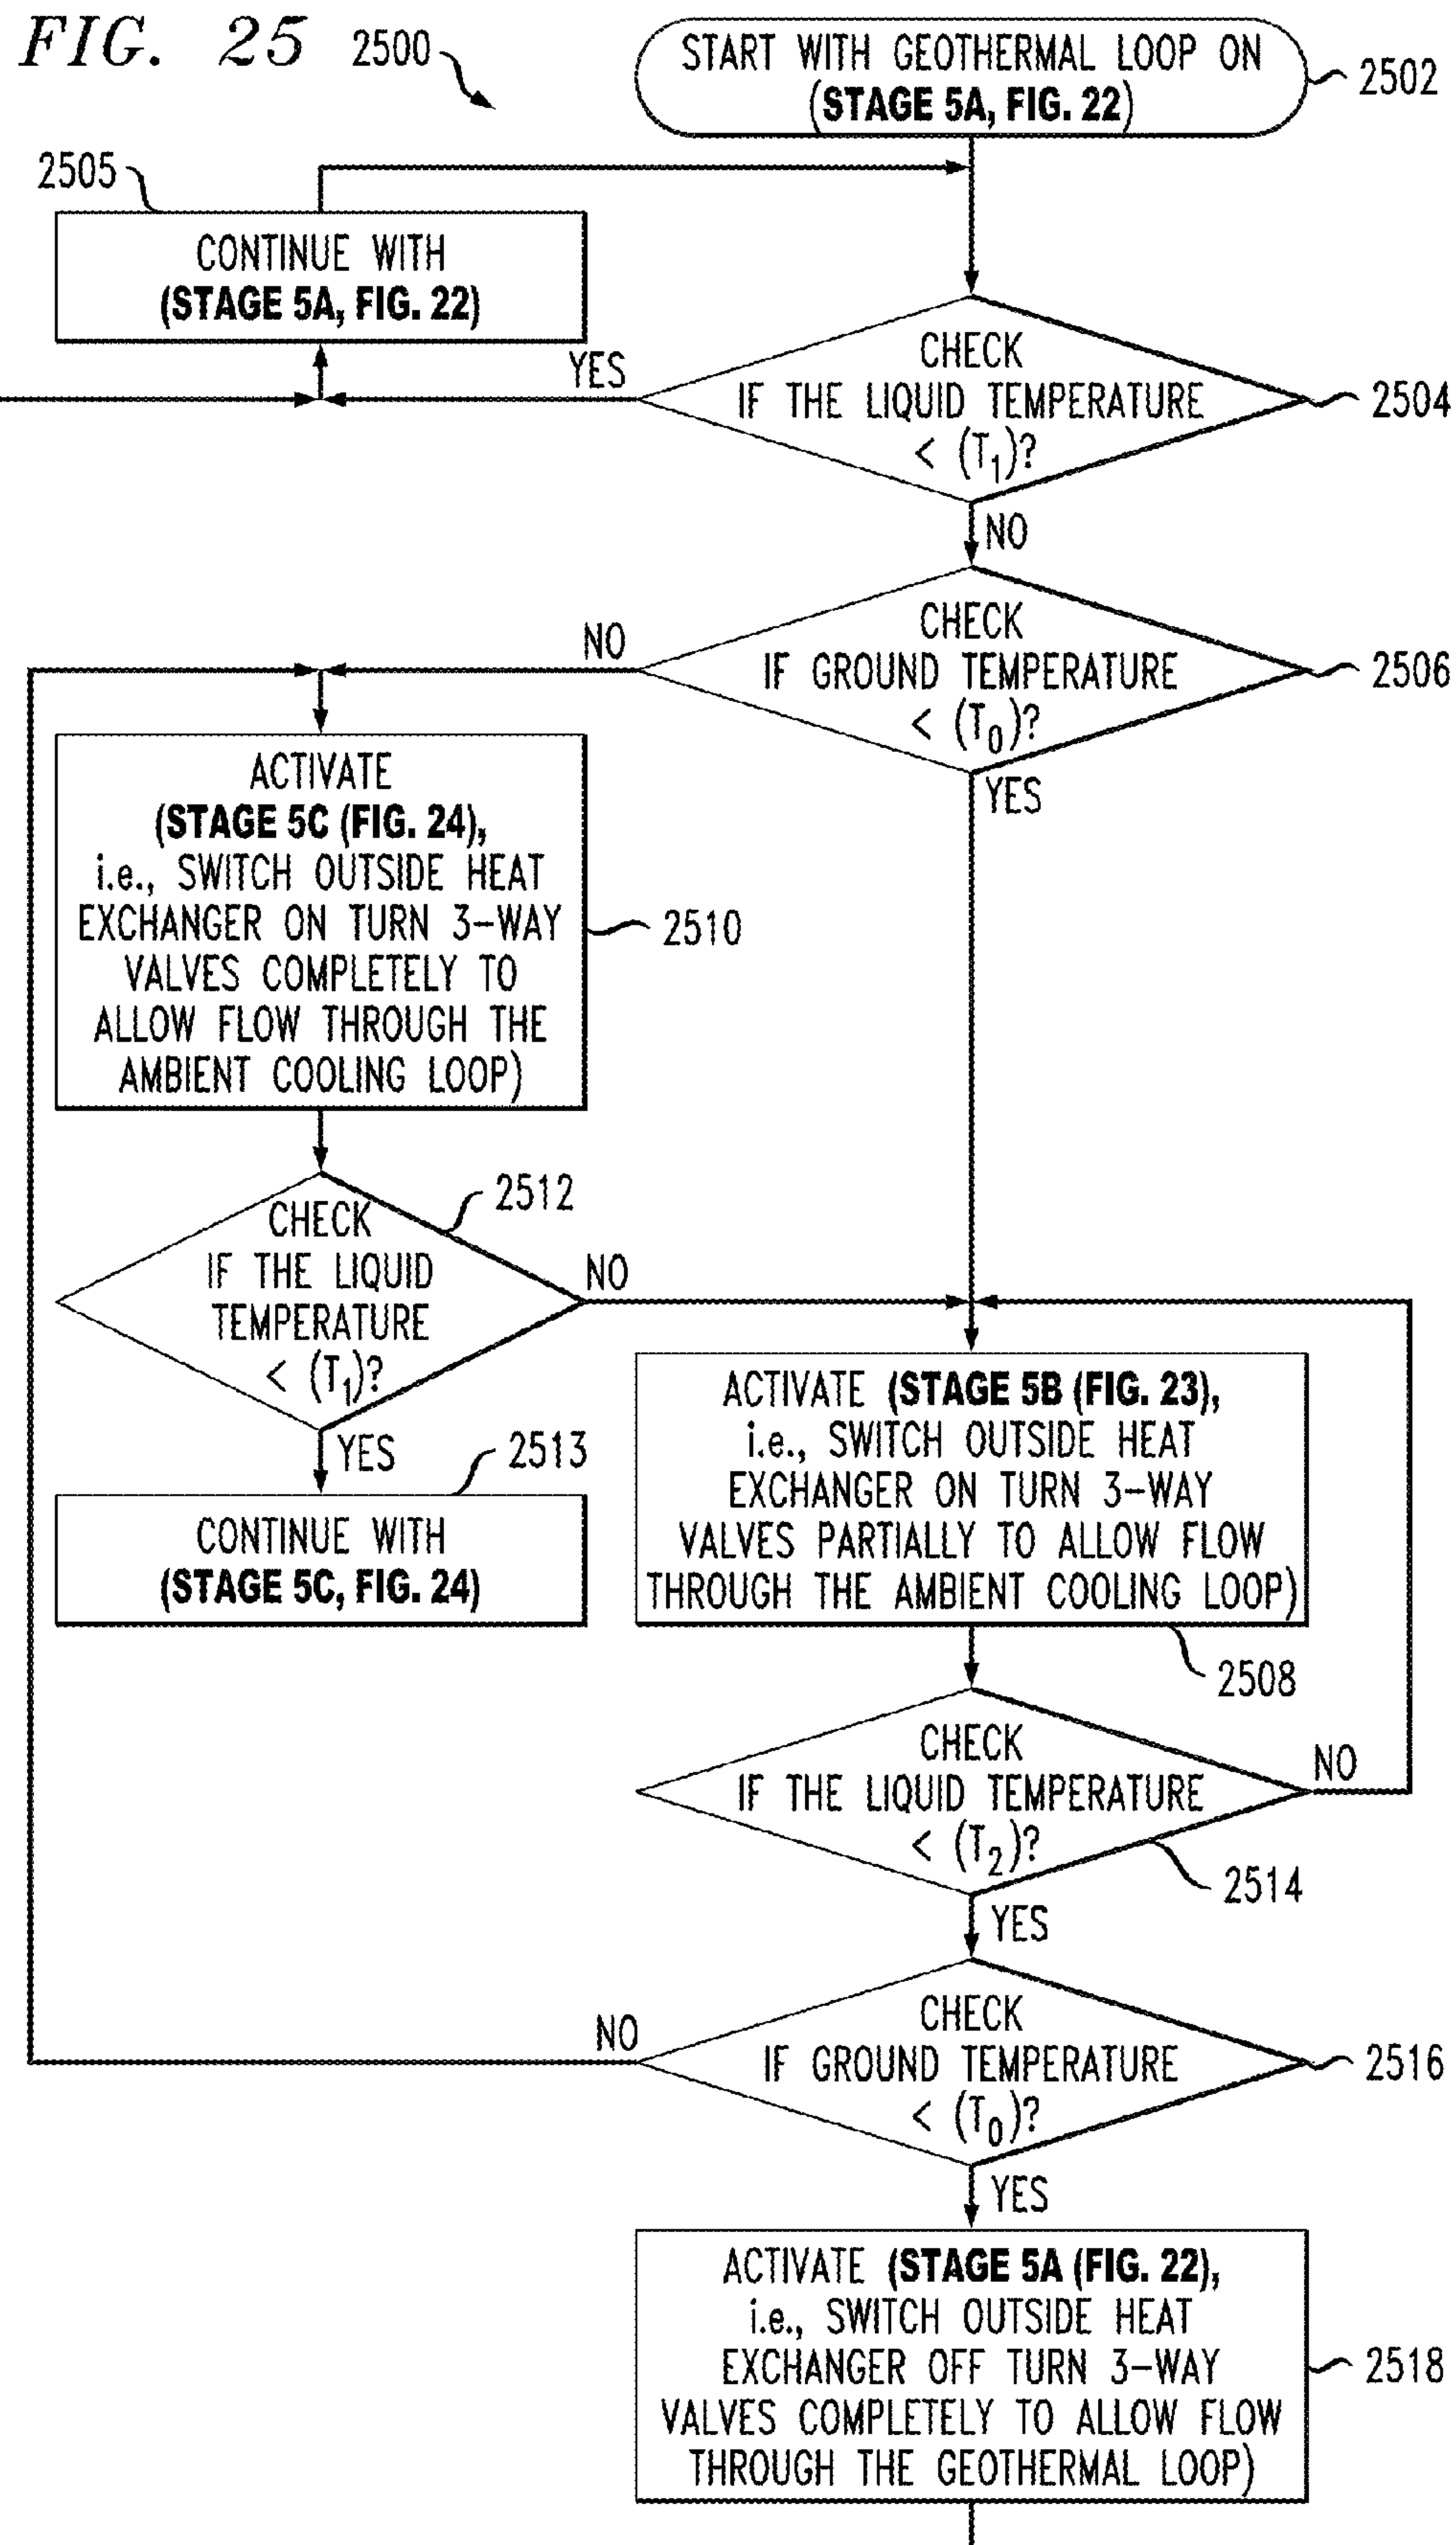 FIG. 25
2500
START WITH GEOTHERMAL LOOP ON
(STAGE 5A, FIG. 22)
2502
2505
CONTINUE WITH
(STAGE 5A, FIG. 22)
YES
CHECK
IF THE LIQUID TEMPERATURE
< (T1)?
2504
NO
CHECK
IF GROUND TEMPERATURE
< (T0)?
2506
NO
YES
ACTIVATE
(STAGE 5C (FIG. 24),
i.e., SWITCH OUTSIDE HEAT
EXCHANGER ON TURN 3-WAY
VALVES COMPLETELY TO
ALLOW FLOW THROUGH THE
AMBIENT COOLING LOOP)
2510
CHECK
IF THE LIQUID
TEMPERATURE
< (T1)?
2512
NO
YES
2513
CONTINUE WITH
(STAGE 5C, FIG. 24)
ACTIVATE (STAGE 5B (FIG. 23),
i.e., SWITCH OUTSIDE HEAT
EXCHANGER ON TURN 3-WAY
VALVES PARTIALLY TO ALLOW FLOW
THROUGH THE AMBIENT COOLING LOOP)
2508
CHECK
IF THE LIQUID TEMPERATURE
< (T2)?
NO
2514
YES
CHECK
IF GROUND TEMPERATURE
< (T0)?
NO
2516
YES
ACTIVATE (STAGE 5A (FIG. 22),
i.e., SWITCH OUTSIDE HEAT
EXCHANGER OFF TURN 3-WAY
VALVES COMPLETELY TO ALLOW FLOW
THROUGH THE GEOTHERMAL LOOP)
2518